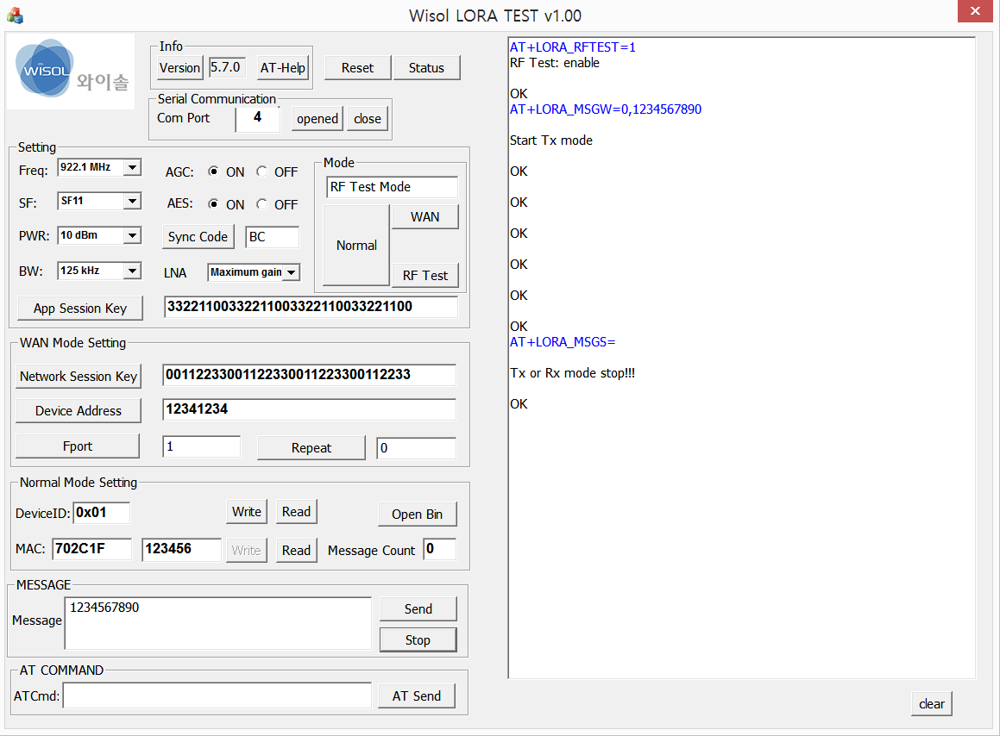 Wisol LORA TEST v1.00
WiSOL 와이솔
Info
Version 5.7.0 AT-Help Reset Status
Serial Communication
Com Port 4 opened close
Setting
Freq: 922.1 MHz AGC: ON OFF
SF: SF11 AES: ON OFF
PWR: 10 dBm Sync Code BC
BW: 125 kHz LNA Maximum gain
Mode
RF Test Mode
WAN
Normal
RF Test
App Session Key 33221100332211003322110033221100
WAN Mode Setting
Network Session Key 00112233001122330011223300112233
Device Address 12341234
Fport 1 Repeat 0
Normal Mode Setting
DeviceID: 0x01 Write Read Open Bin
MAC: 702C1F 123456 Write Read Message Count 0
MESSAGE
Message 1234567890 Send
Stop
AT COMMAND
ATCmd: AT Send
AT+LORA_RFTEST=1
RF Test: enable
OK
AT+LORA_MSGW=0,1234567890
Start Tx mode
OK
OK
OK
OK
OK
OK
AT+LORA_MSGS=
Tx or Rx mode stop!!!
OK
clear